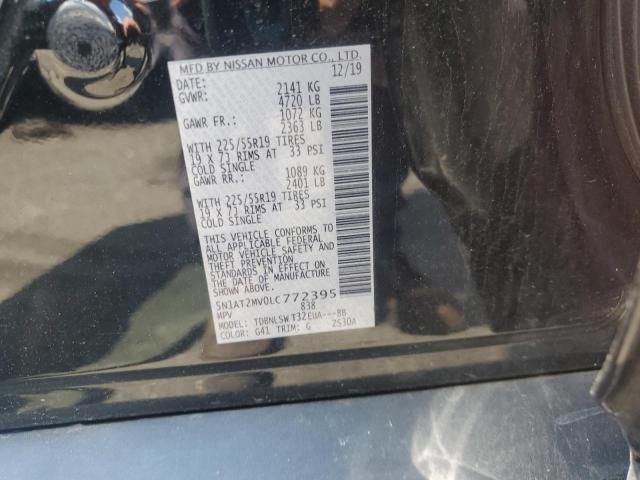 MFD BY NISSAN MOTOR CO., LTD.
DATE: 12/19
GVWR: 2141 KG
4720 LB
GAWR FR.: 1072 KG
2363 LB
WITH 225/55R19 TIRES
19 X 7J RIMS AT 33 PSI
COLD SINGLE
GAWR RR.: 1089 KG
2401 LB
WITH 225/55R19 TIRES
19 X 7J RIMS AT 33 PSI
COLD SINGLE
THIS VEHICLE CONFORMS TO
ALL APPLICABLE FEDERAL
MOTOR VEHICLE SAFETY AND
THEFT PREVENTION
STANDARDS IN EFFECT ON
THE DATE OF MANUFACTURE
SHOWN ABOVE.
5N1AT2MV0LC772395
MPV 838
MODEL: TDBNLSW T32EUA---BB
COLOR: G41 TRIM: G 2S30A